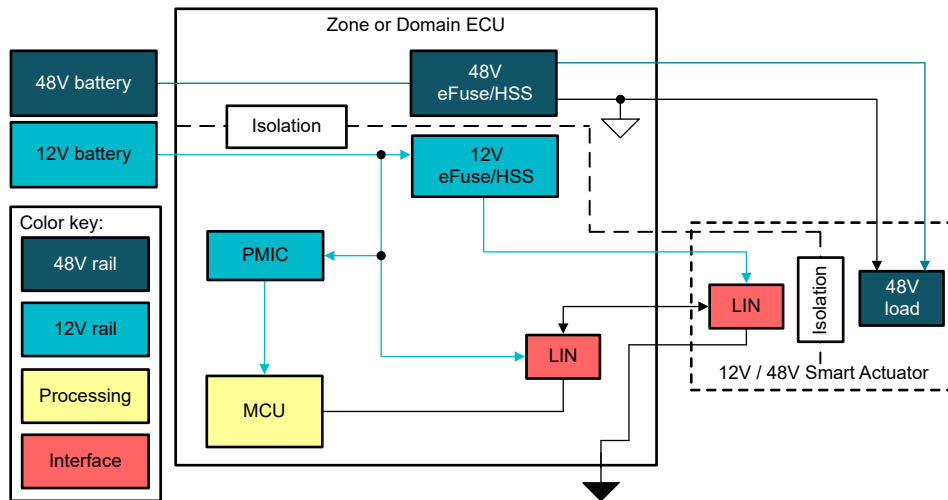 Zone or Domain ECU
48V battery
48V
eFuse/HSS
Isolation
12V battery
12V
eFuse/HSS
Color key:
48V rail
12V rail
Processing
Interface
PMIC
MCU
LIN
LIN
Isolation
48V
load
12V / 48V Smart Actuator